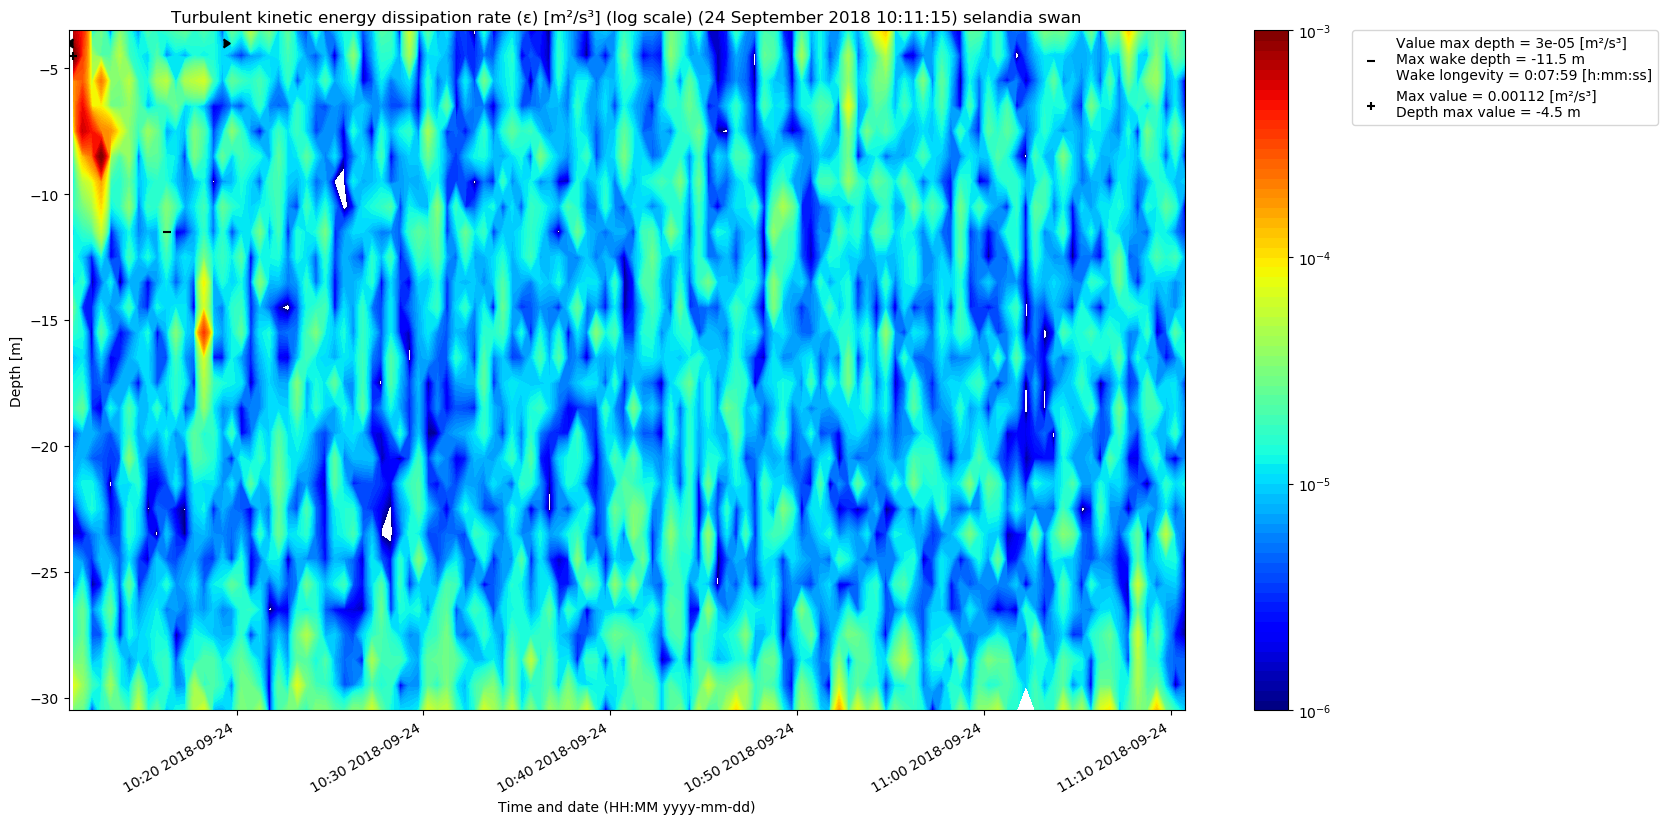 Turbulent kinetic energy dissipation rate (ε) [m²/s³] (log scale) (24 September 2018 10:11:15) selandia swan
Value max depth = 3e-05 [m²/s³]
Max wake depth = -11.5 m
Wake longevity = 0:07:59 [h:mm:ss]
Max value = 0.00112 [m²/s³]
Depth max value = -4.5 m
Depth [m]
−5
−10
−15
−20
−25
−30
10⁻³
10⁻⁴
10⁻⁵
10⁻⁶
10:20 2018-09-24
10:30 2018-09-24
10:40 2018-09-24
10:50 2018-09-24
11:00 2018-09-24
11:10 2018-09-24
Time and date (HH:MM yyyy-mm-dd)